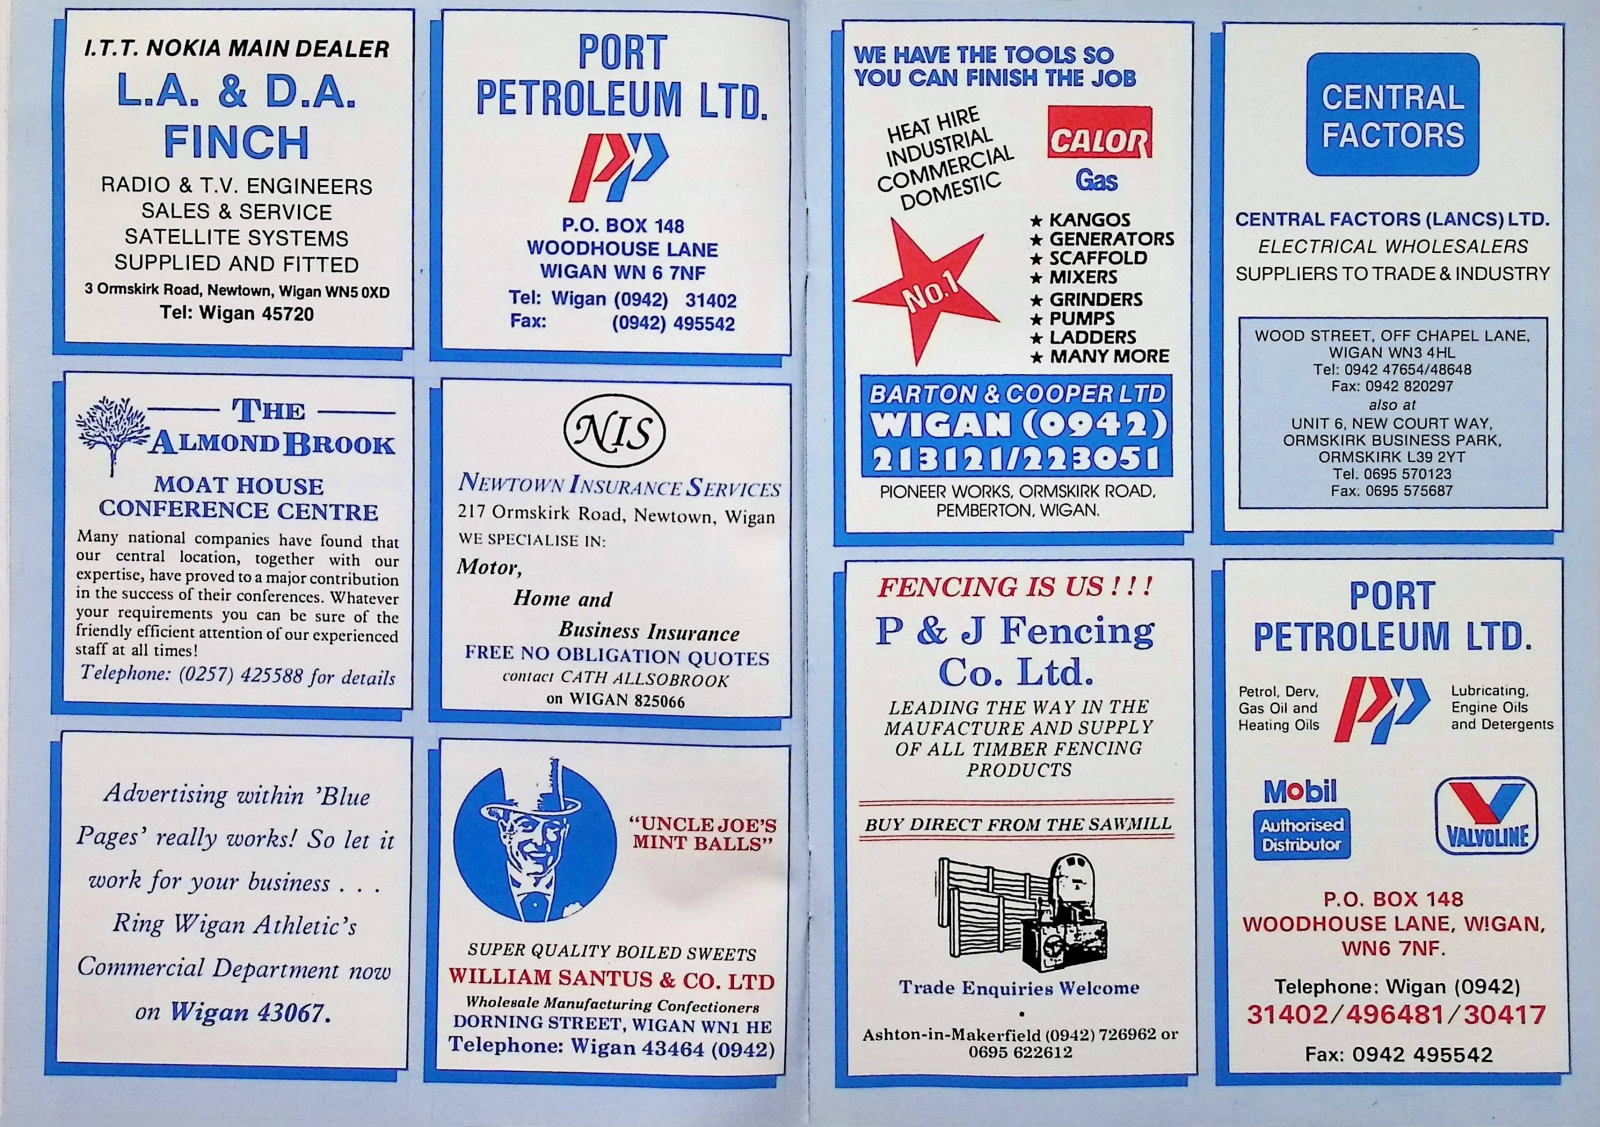 I.T.T. NOKIA MAIN DEALER
L.A. & D.A.
FINCH
RADIO & T.V. ENGINEERS
SALES & SERVICE
SATELLITE SYSTEMS
SUPPLIED AND FITTED
3 Ormskirk Road, Newtown, Wigan WN5 0XD
Tel: Wigan 45720
PORT
PETROLEUM LTD.
PP
P.O. BOX 148
WOODHOUSE LANE
WIGAN WN 6 7NF
Tel: Wigan (0942) 31402
Fax: (0942) 495542
THE
ALMOND BROOK
MOAT HOUSE
CONFERENCE CENTRE
Many national companies have found that
our central location, together with our
expertise, have proved to a major contribution
in the success of their conferences. Whatever
your requirements you can be sure of the
friendly efficient attention of our experienced
staff at all times!
Telephone: (0257) 425588 for details
NIS
NEWTOWN INSURANCE SERVICES
217 Ormskirk Road, Newtown, Wigan
WE SPECIALISE IN:
Motor,
Home and
Business Insurance
FREE NO OBLIGATION QUOTES
contact CATH ALLSOBROOK
on WIGAN 825066
Advertising within 'Blue
Pages' really works! So let it
work for your business . . .
Ring Wigan Athletic's
Commercial Department now
on Wigan 43067.
"UNCLE JOE'S
MINT BALLS"
SUPER QUALITY BOILED SWEETS
WILLIAM SANTUS & CO. LTD
Wholesale Manufacturing Confectioners
DORNING STREET, WIGAN WN1 HE
Telephone: Wigan 43464 (0942)
WE HAVE THE TOOLS SO
YOU CAN FINISH THE JOB
HEAT HIRE
INDUSTRIAL
COMMERCIAL
DOMESTIC
CALOR
Gas
No.1
★ KANGOS
★ GENERATORS
★ SCAFFOLD
★ MIXERS
★ GRINDERS
★ PUMPS
★ LADDERS
★ MANY MORE
BARTON & COOPER LTD
WIGAN (0942)
213121/223051
PIONEER WORKS, ORMSKIRK ROAD,
PEMBERTON, WIGAN.
CENTRAL
FACTORS
CENTRAL FACTORS (LANCS) LTD.
ELECTRICAL WHOLESALERS
SUPPLIERS TO TRADE & INDUSTRY
WOOD STREET, OFF CHAPEL LANE,
WIGAN WN3 4HL
Tel: 0942 47654/48648
Fax: 0942 820297
also at
UNIT 6, NEW COURT WAY,
ORMSKIRK BUSINESS PARK,
ORMSKIRK L39 2YT
Tel. 0695 570123
Fax: 0695 575687
FENCING IS US ! ! !
P & J Fencing
Co. Ltd.
LEADING THE WAY IN THE
MAUFACTURE AND SUPPLY
OF ALL TIMBER FENCING
PRODUCTS
BUY DIRECT FROM THE SAWMILL
Trade Enquiries Welcome
•
Ashton-in-Makerfield (0942) 726962 or
0695 622612
PORT
PETROLEUM LTD.
Petrol, Derv,
Gas Oil and
Heating Oils
PP
Lubricating,
Engine Oils
and Detergents
Mobil
Authorised
Distributor
VALVOLINE
P.O. BOX 148
WOODHOUSE LANE, W!GAN,
WN6 7NF.
Telephone: Wigan (0942)
31402/496481/30417
Fax: 0942 495542